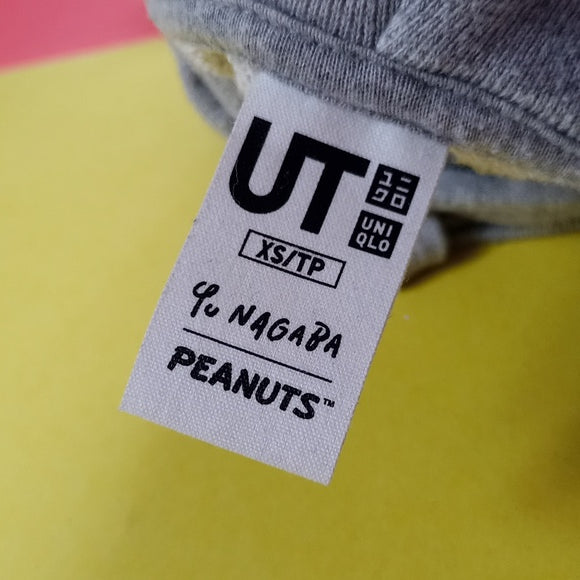 UT
ユニ
クロ
UNI
QLO
XS/TP
Yu NAGABA
PEANUTS™